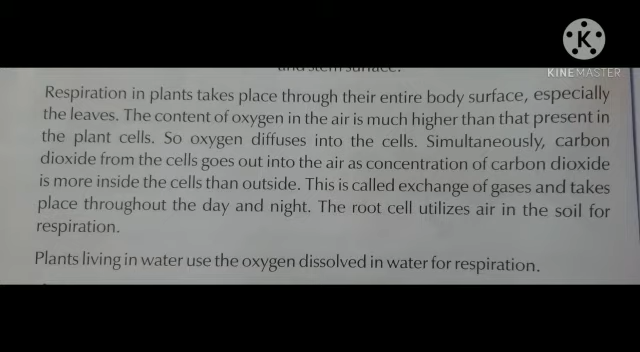 K
KINEMASTER
and stem surface.
Respiration in plants takes place through their entire body surface, especially
the leaves. The content of oxygen in the air is much higher than that present in
the plant cells. So oxygen diffuses into the cells. Simultaneously, carbon
dioxide from the cells goes out into the air as concentration of carbon dioxide
is more inside the cells than outside. This is called exchange of gases and takes
place throughout the day and night. The root cell utilizes air in the soil for
respiration.
Plants living in water use the oxygen dissolved in water for respiration.